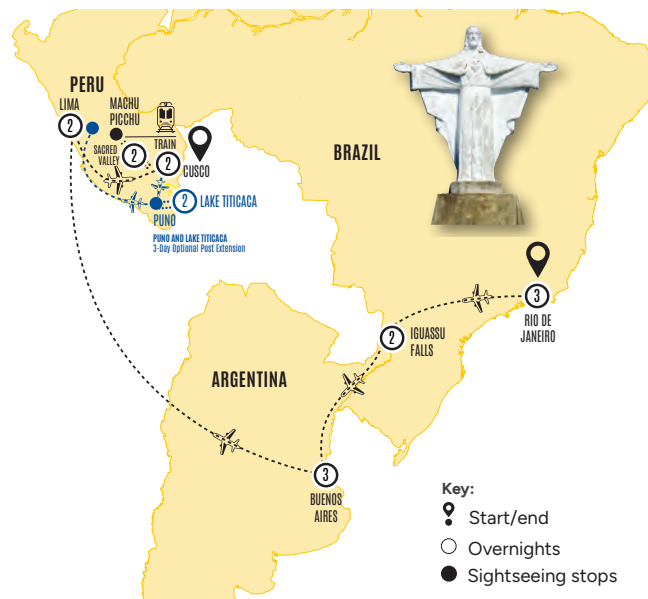 PERU
LIMA
2
MACHU
PICCHU
TRAIN
SACRED
VALLEY
2
2
CUSCO
2
LAKE TITICACA
PUNO
PUNO AND LAKE TITICACA
3-Day Optional Post Extension
BRAZIL
3
RIO DE
JANEIRO
2
IGUASSU
FALLS
ARGENTINA
3
BUENOS
AIRES
Key:
Start/end
Overnights
Sightseeing stops